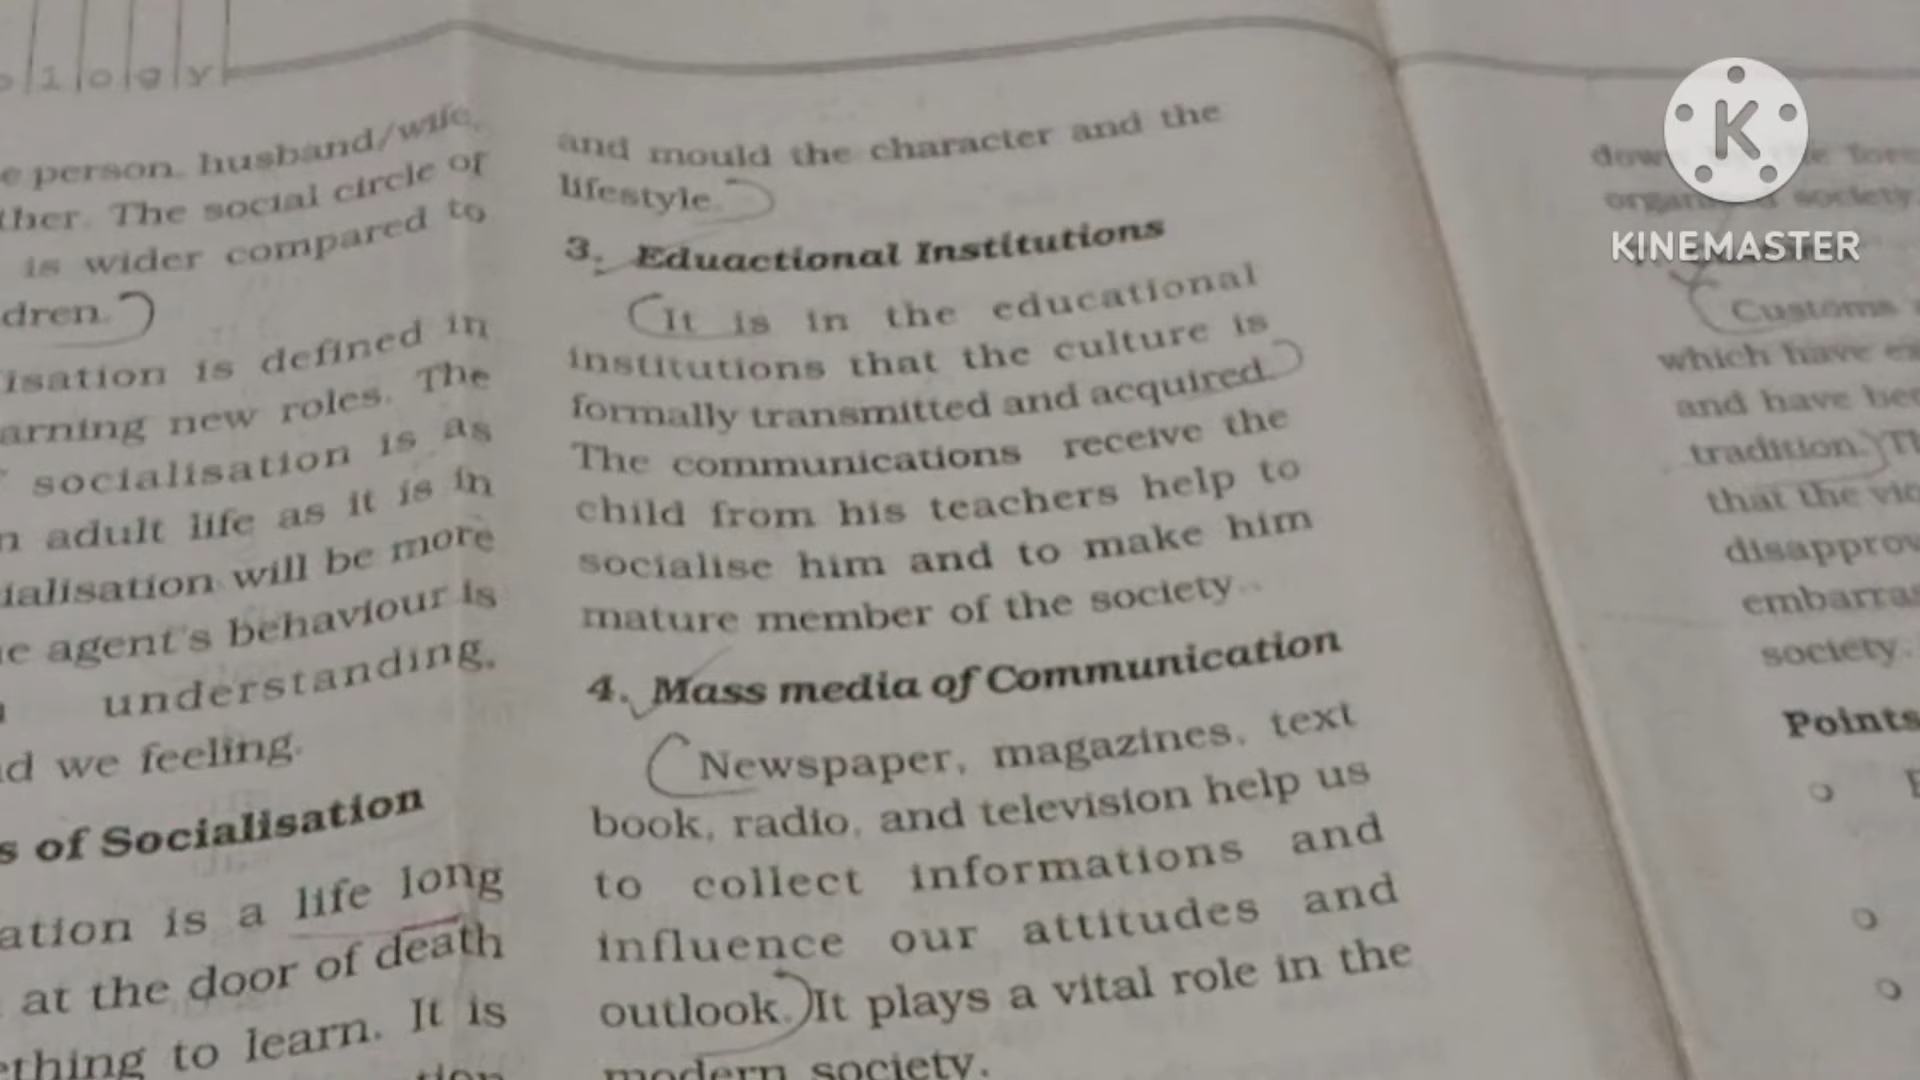 ology
e person, husband/wife,
ther. The social circle of
is wider compared to
dren.
isation is defined in
arning new roles. The
socialisation is as
n adult life as it is in
ialisation will be more
e agent's behaviour is
understanding,
d we feeling.
s of Socialisation
ation is a life long
at the door of death
ething to learn. It is
tion
and mould the character and the
lifestyle.
3. Eduactional Institutions
It is in the educational
institutions that the culture is
formally transmitted and acquired.
The communications receive the
child from his teachers help to
socialise him and to make him
mature member of the society.
4. Mass media of Communication
Newspaper, magazines, text
book, radio, and television help us
to collect informations and
influence our attitudes and
outlook. It plays a vital role in the
modern society.
down the
society.
Customs
which have
and have
tradition.
that the
society.
Points
KINEMASTER